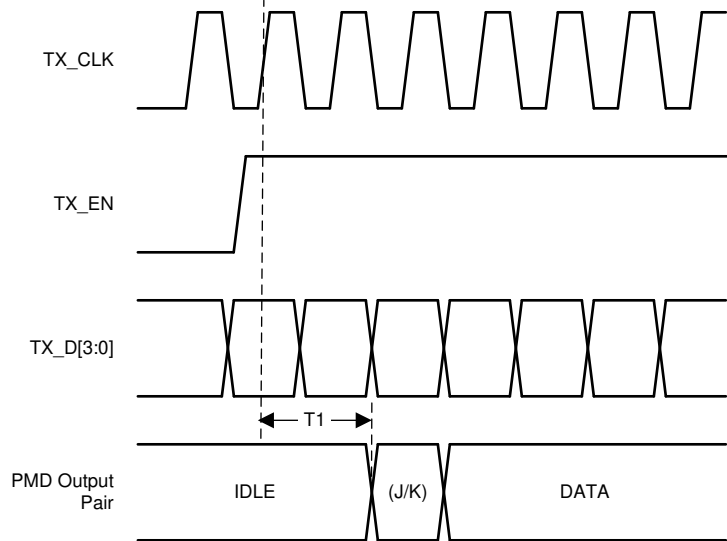 TX_CLK
TX_EN
TX_D[3:0]
T1
PMD Output
Pair
IDLE
(J/K)
DATA